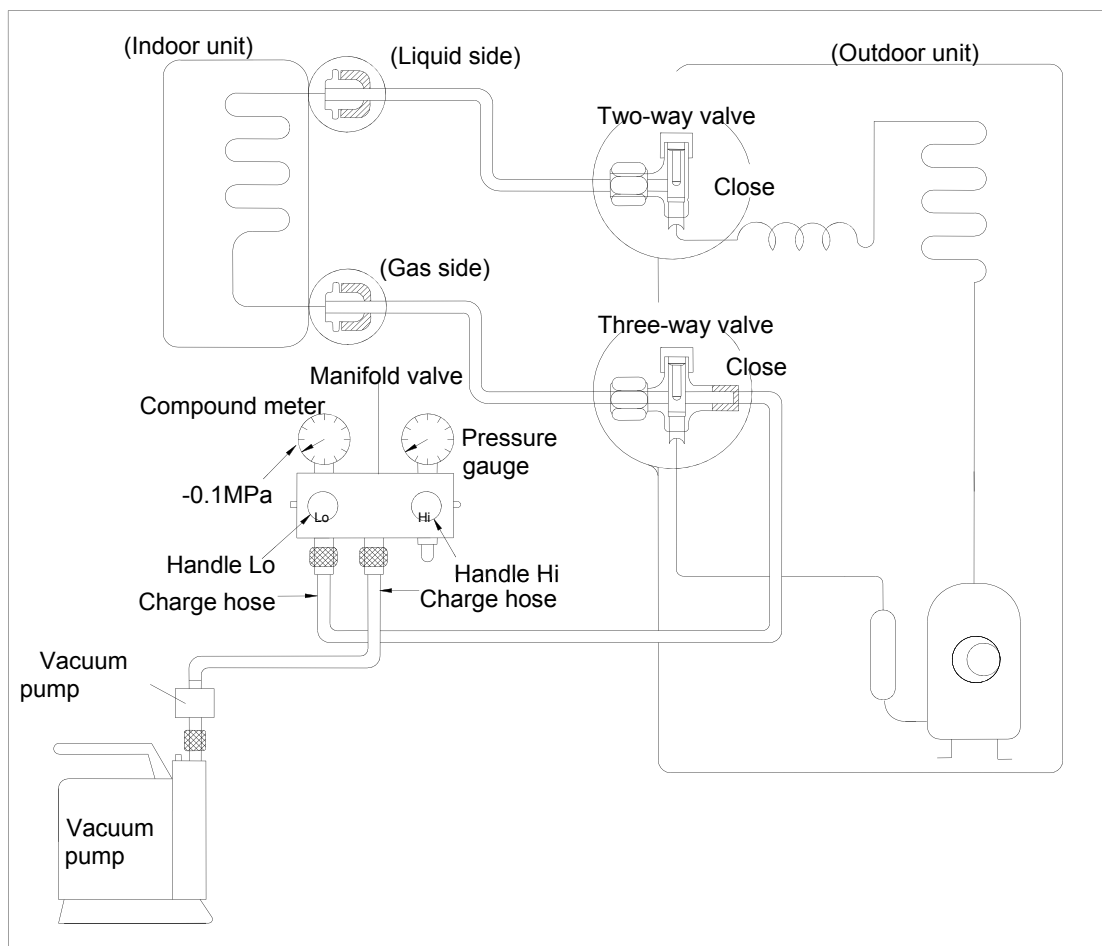 (Indoor unit)
(Liquid side)
(Outdoor unit)
Two-way valve
Close
(Gas side)
Three-way valve
Close
Manifold valve
Compound meter
Pressure
gauge
-0.1MPa
Lo
Hi
Handle Lo
Handle Hi
Charge hose
Charge hose
Vacuum
pump
Vacuum
pump